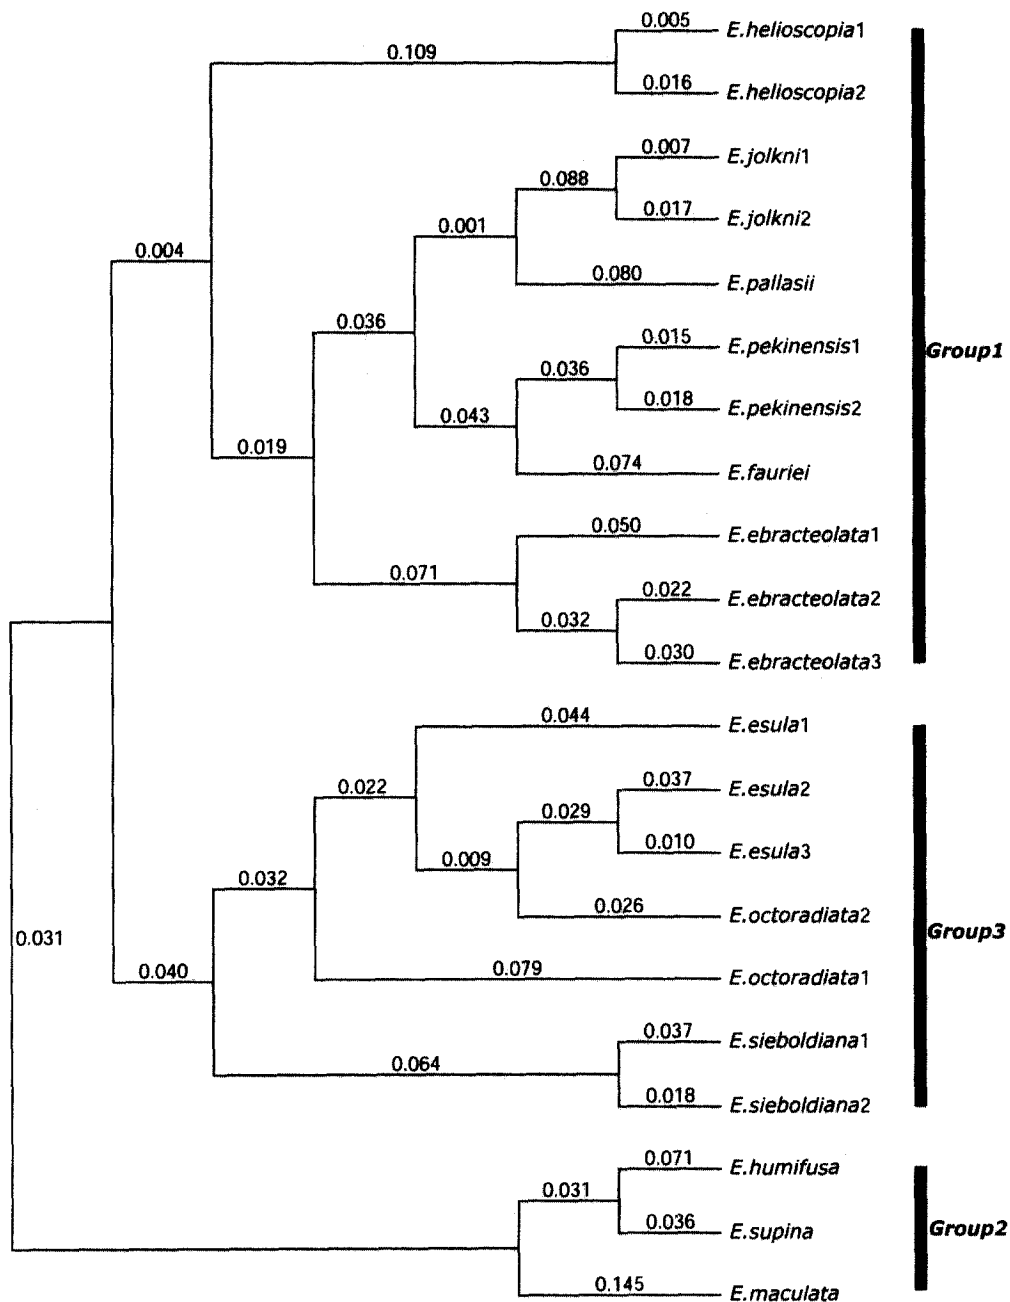 0.005 E.helioscopia1
0.109
0.016 E.helioscopia2
0.007 E.jolkni1
0.088
0.017 E.jolkni2
0.001
0.004
0.080 E.pallasii
0.036
0.015 E.pekinensis1
Group1
0.036
0.018 E.pekinensis2
0.043
0.019
0.074 E.fauriei
0.050 E.ebracteolata1
0.071
0.022 E.ebracteolata2
0.032
0.030 E.ebracteolata3
0.044 E.esula1
0.022
0.037 E.esula2
0.029
0.010 E.esula3
0.009
0.032
0.026 E.octoradiata2
Group3
0.031
0.040
0.079 E.octoradiata1
0.037 E.sieboldiana1
0.064
0.018 E.sieboldiana2
0.071 E.humifusa
0.031
0.036 E.supina
Group2
0.145 E.maculata